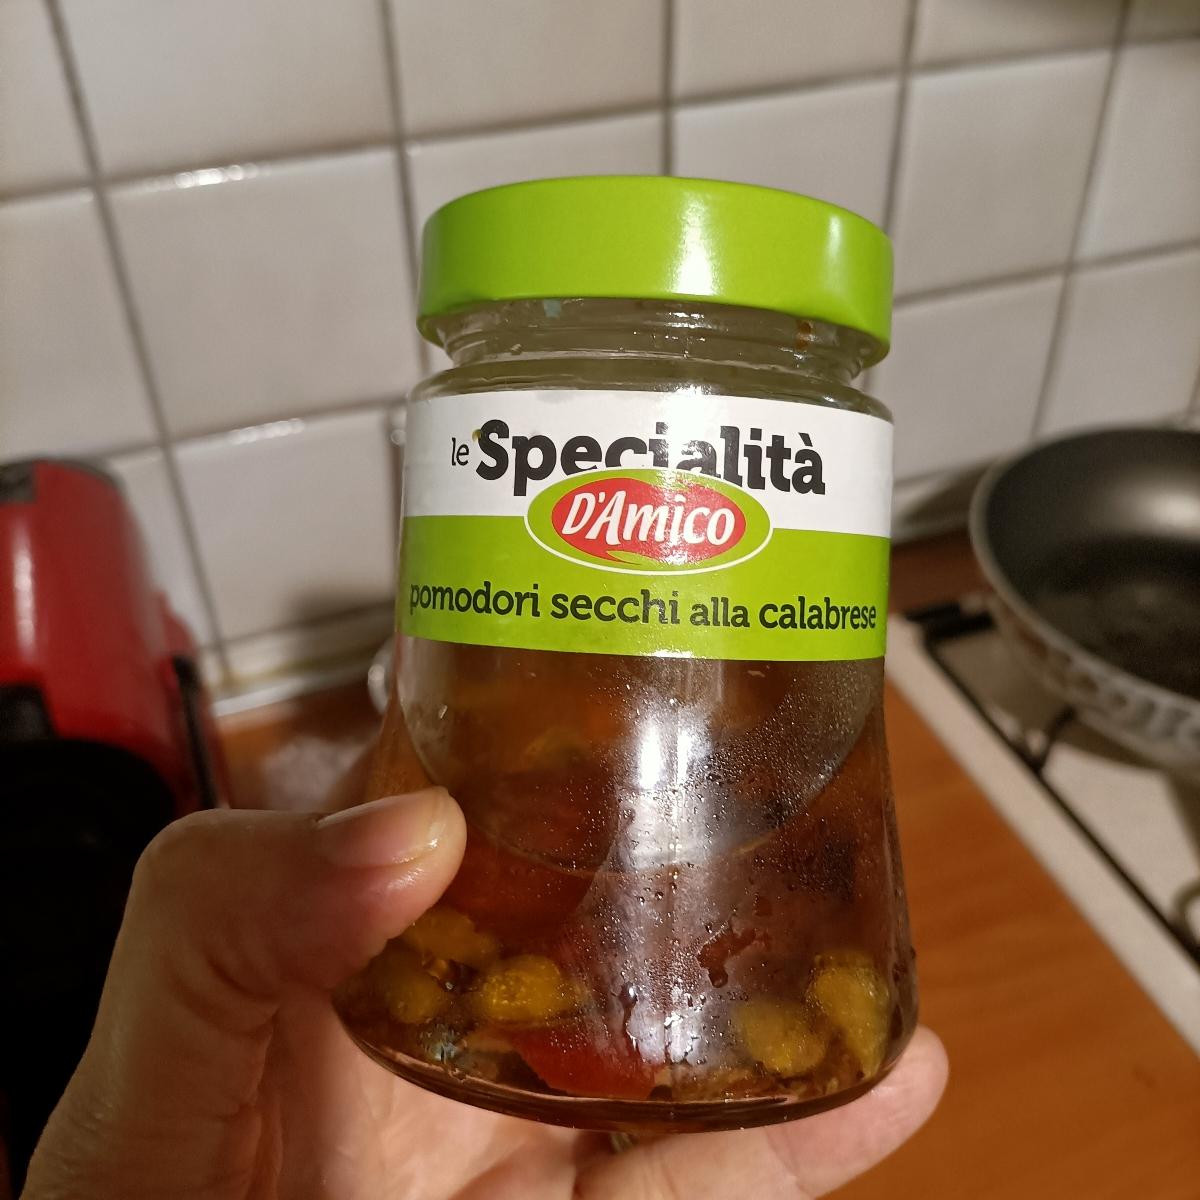 le Specialità
D'Amico
pomodori secchi alla calabrese